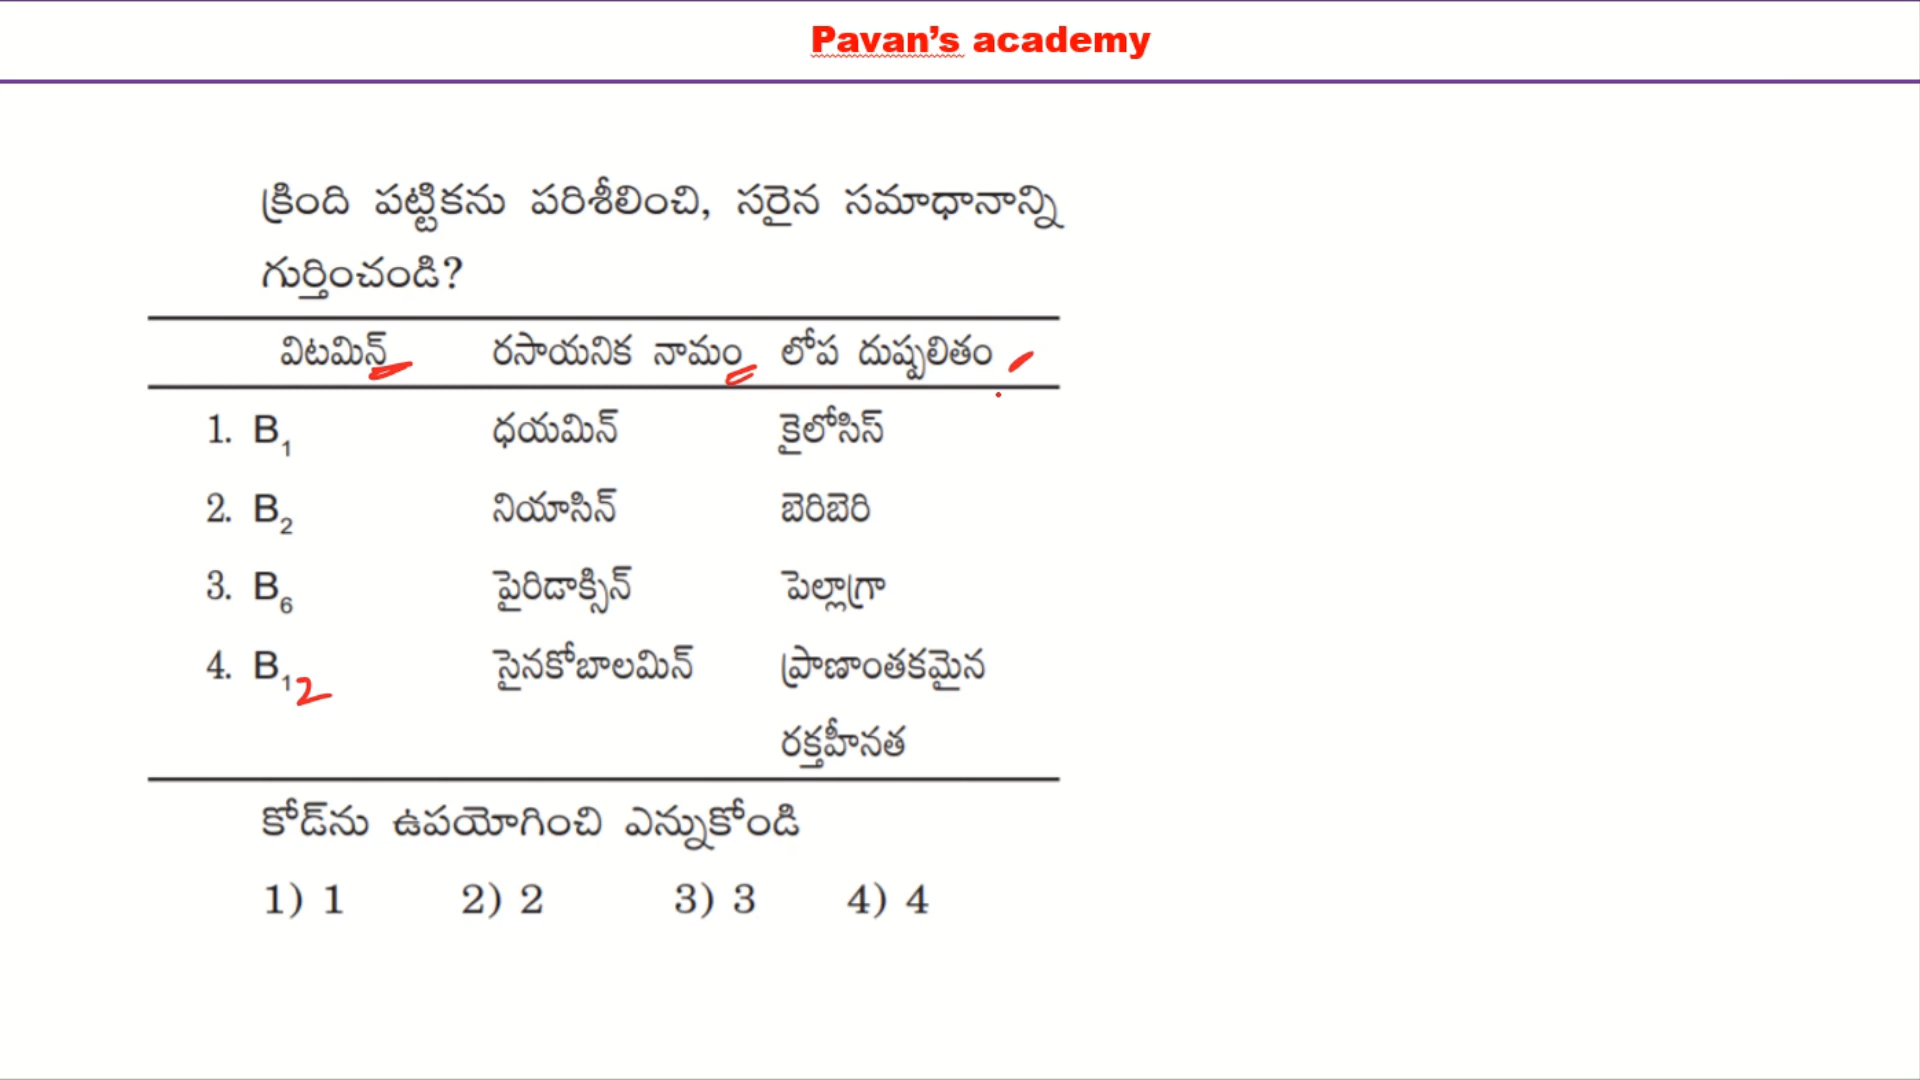 Pavan's academy
క్రింది పట్టికను పరిశీలించి, సరైన సమాధానాన్ని
గుర్తించండి?
విటమిన్ రసాయనిక నామం లోప దుష్ఫలితం
1. B1 థయమిన్ కైలోసిస్
2. B2 నియాసిన్ బెరిబెరి
3. B6 పైరిడాక్సిన్ పెల్లాగ్రా
4. B12 సైనకోబాలమిన్ ప్రాణాంతకమైన
రక్తహీనత
కోడ్‌ను ఉపయోగించి ఎన్నుకోండి
1) 1 2) 2 3) 3 4) 4